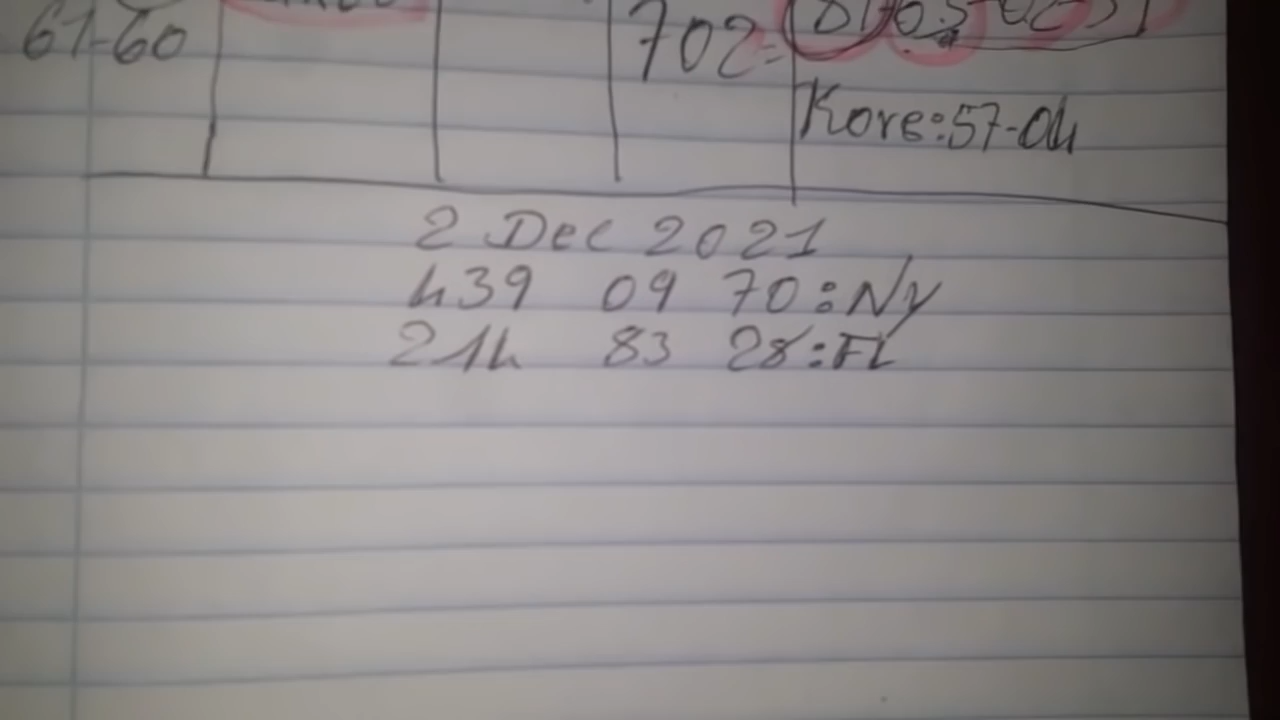 61-60
702=
Kore:57-04
2 Dec 2021
439 09 70:Ny
214 83 28:FL